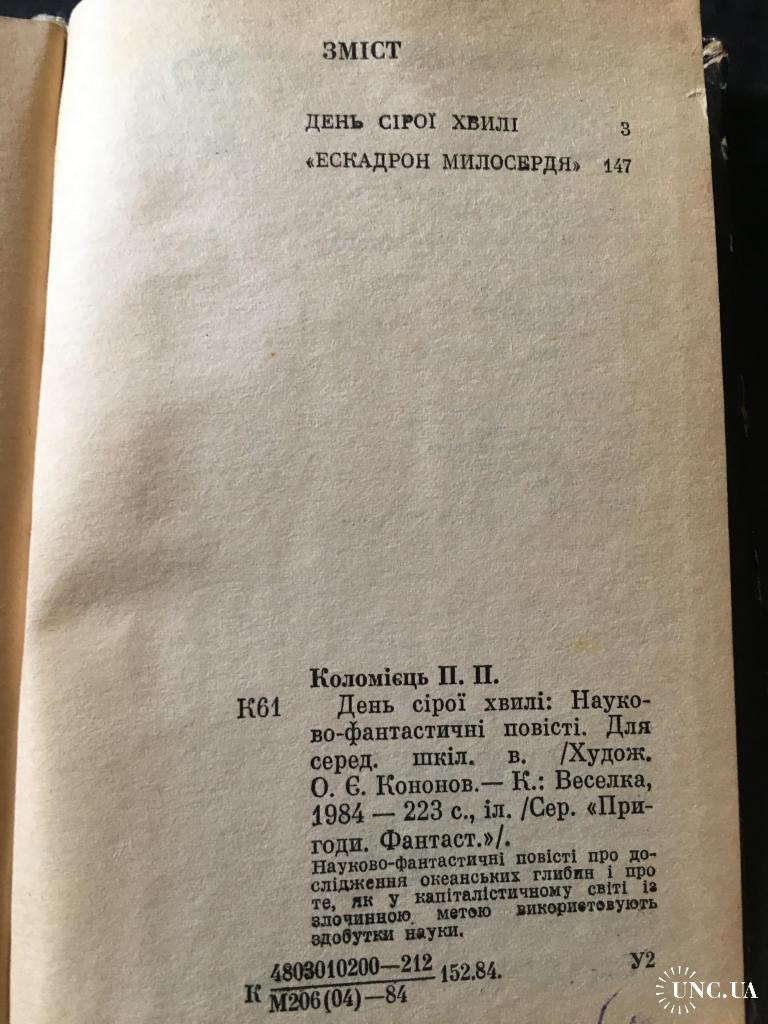 ЗМІСТ
ДЕНЬ СІРОЇ ХВИЛІ 3
«ЕСКАДРОН МИЛОСЕРДЯ» 147
Коломієць П. П.
К61 День сірої хвилі: Науко-
во-фантастичні повісті. Для
серед. шкіл. в. /Худож.
О. Є. Кононов.— К.: Веселка,
1984 — 223 с., іл. /Сер. «При-
годи. Фантаст.»/.
Науково-фантастичні повісті про до-
слідження океанських глибин і про
те, як у капіталістичному світі із
злочинною метою використовують
здобутки науки.
К 4803010200—212 152.84. У2
М206(04)—84
UNC.UA